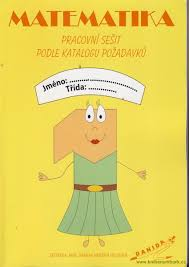 MATEMATIKA
PRACOVNÍ SEŠIT
PODLE KATALOGU POŽADAVKŮ
Jméno: ................
Třída: ................
DANIDA